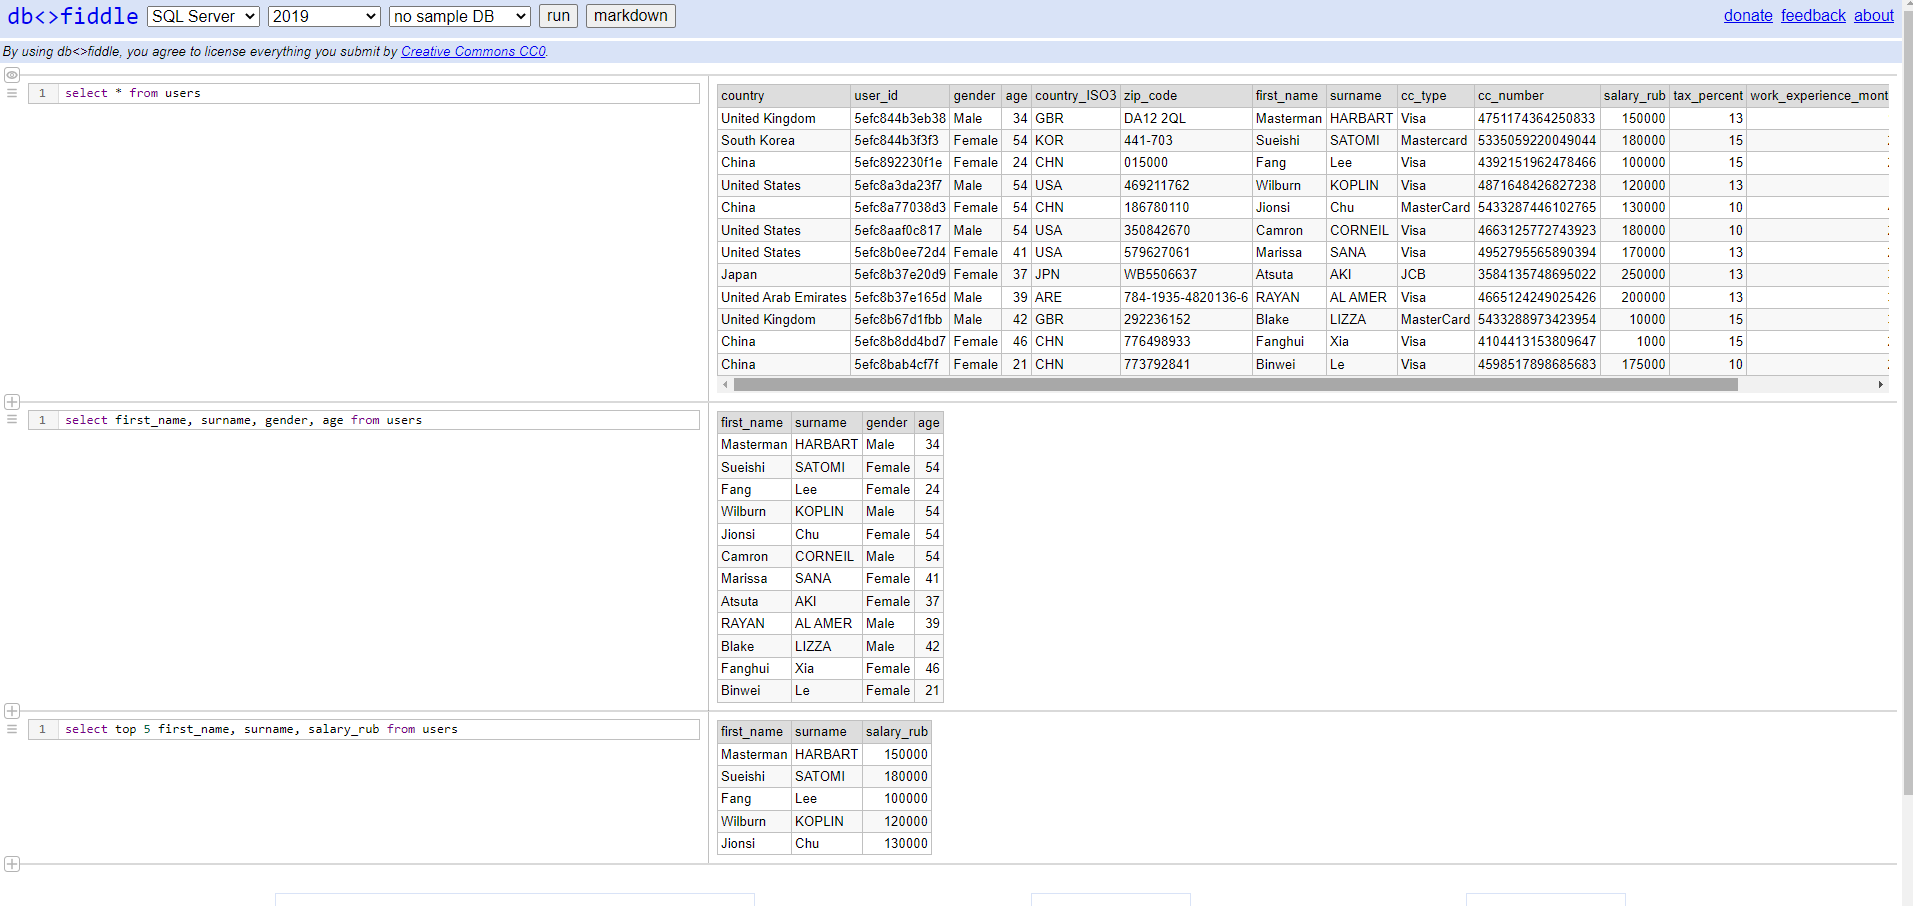 db<>fiddle SQL Server 2019 no sample DB run markdown donate feedback about
By using db<>fiddle, you agree to license everything you submit by Creative Commons CC0.
1 select * from users
country user_id gender age country_ISO3 zip_code first_name surname cc_type cc_number salary_rub tax_percent work_experience_mont
United Kingdom 5efc844b3eb38 Male 34 GBR DA12 2QL Masterman HARBART Visa 4751174364250833 150000 13
South Korea 5efc844b3f3f3 Female 54 KOR 441-703 Sueishi SATOMI Mastercard 5335059220049044 180000 15
China 5efc892230f1e Female 24 CHN 015000 Fang Lee Visa 4392151962478466 100000 15
United States 5efc8a3da23f7 Male 54 USA 469211762 Wilburn KOPLIN Visa 4871648426827238 120000 13
China 5efc8a77038d3 Female 54 CHN 186780110 Jionsi Chu MasterCard 5433287446102765 130000 10
United States 5efc8aaf0c817 Male 54 USA 350842670 Camron CORNEIL Visa 4663125772743923 180000 10
United States 5efc8b0ee72d4 Female 41 USA 579627061 Marissa SANA Visa 4952795565890394 170000 13
Japan 5efc8b37e20d9 Female 37 JPN WB5506637 Atsuta AKI JCB 3584135748695022 250000 13
United Arab Emirates 5efc8b37e165d Male 39 ARE 784-1935-4820136-6 RAYAN AL AMER Visa 4665124249025426 200000 13
United Kingdom 5efc8b67d1fbb Male 42 GBR 292236152 Blake LIZZA MasterCard 5433288973423954 10000 15
China 5efc8b8dd4bd7 Female 46 CHN 776498933 Fanghui Xia Visa 4104413153809647 1000 15
China 5efc8bab4cf7f Female 21 CHN 773792841 Binwei Le Visa 4598517898685683 175000 10
1 select first_name, surname, gender, age from users
first_name surname gender age
Masterman HARBART Male 34
Sueishi SATOMI Female 54
Fang Lee Female 24
Wilburn KOPLIN Male 54
Jionsi Chu Female 54
Camron CORNEIL Male 54
Marissa SANA Female 41
Atsuta AKI Female 37
RAYAN AL AMER Male 39
Blake LIZZA Male 42
Fanghui Xia Female 46
Binwei Le Female 21
1 select top 5 first_name, surname, salary_rub from users
first_name surname salary_rub
Masterman HARBART 150000
Sueishi SATOMI 180000
Fang Lee 100000
Wilburn KOPLIN 120000
Jionsi Chu 130000